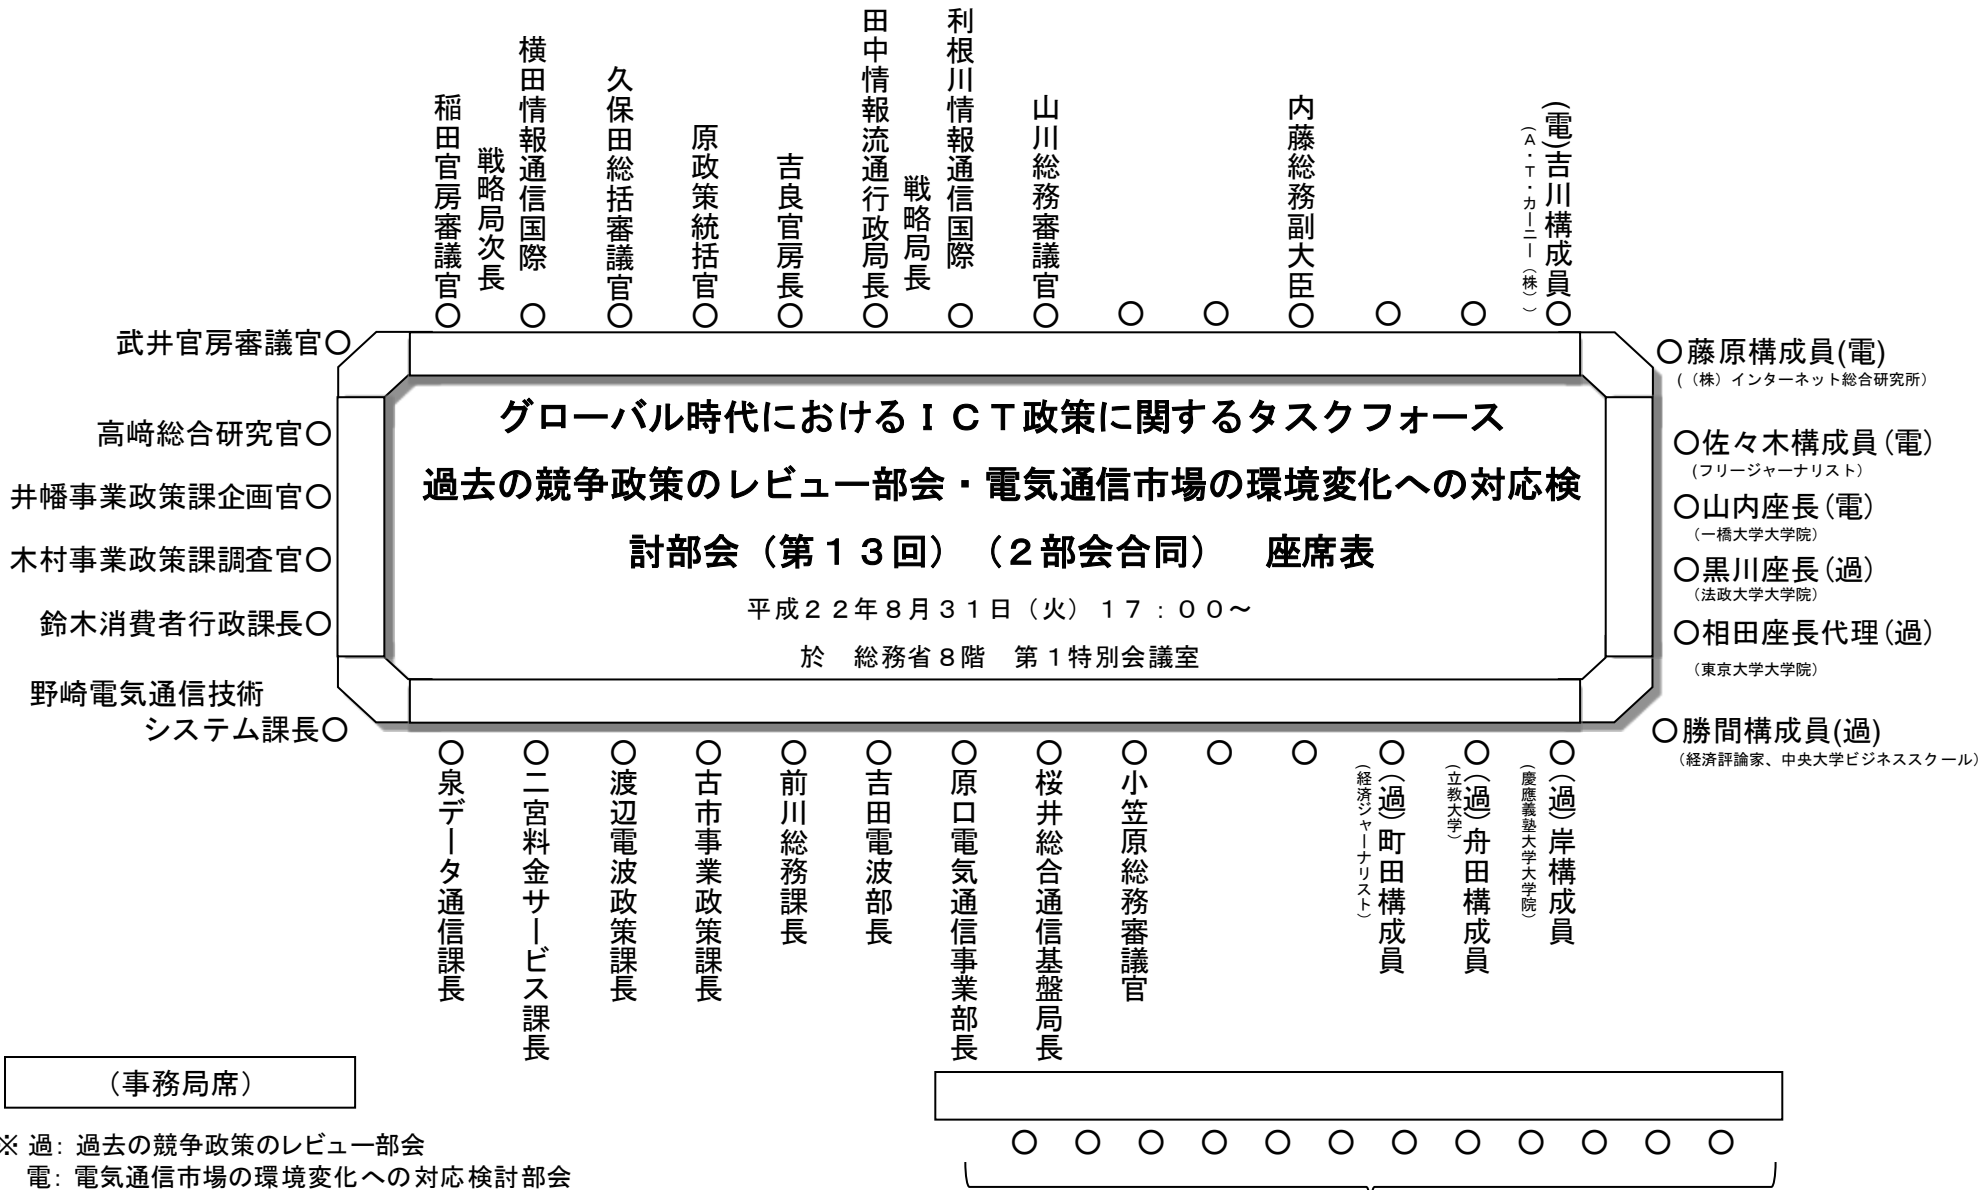 稲田官房審議官
横田情報通信国際
戦略局次長
久保田総括審議官
原政策統括官
吉良官房長
田中情報流通行政局長
利根川情報通信国際
戦略局長
山川総務審議官
内藤総務副大臣
(電)吉川構成員
(A・T・カーニー(株))
武井官房審議官
高﨑総合研究官
井幡事業政策課企画官
木村事業政策課調査官
鈴木消費者行政課長
野崎電気通信技術
システム課長
グローバル時代におけるICT政策に関するタスクフォース
過去の競争政策のレビュー部会・電気通信市場の環境変化への対応検
討部会(第13回)(2部会合同) 座席表
平成22年8月31日(火)17:00~
於 総務省8階 第1特別会議室
藤原構成員(電)
((株)インターネット総合研究所)
佐々木構成員(電)
(フリージャーナリスト)
山内座長(電)
(一橋大学大学院)
黒川座長(過)
(法政大学大学院)
相田座長代理(過)
(東京大学大学院)
勝間構成員(過)
(経済評論家、中央大学ビジネススクール)
泉データ通信課長
二宮料金サービス課長
渡辺電波政策課長
古市事業政策課長
前川総務課長
吉田電波部長
原口電気通信事業部長
桜井総合通信基盤局長
小笠原総務審議官
(過)町田構成員
(経済ジャーナリスト)
(過)舟田構成員
(立教大学)
(過)岸構成員
(慶應義塾大学大学院)
(事務局席)
※ 過: 過去の競争政策のレビュー部会
電: 電気通信市場の環境変化への対応検討部会